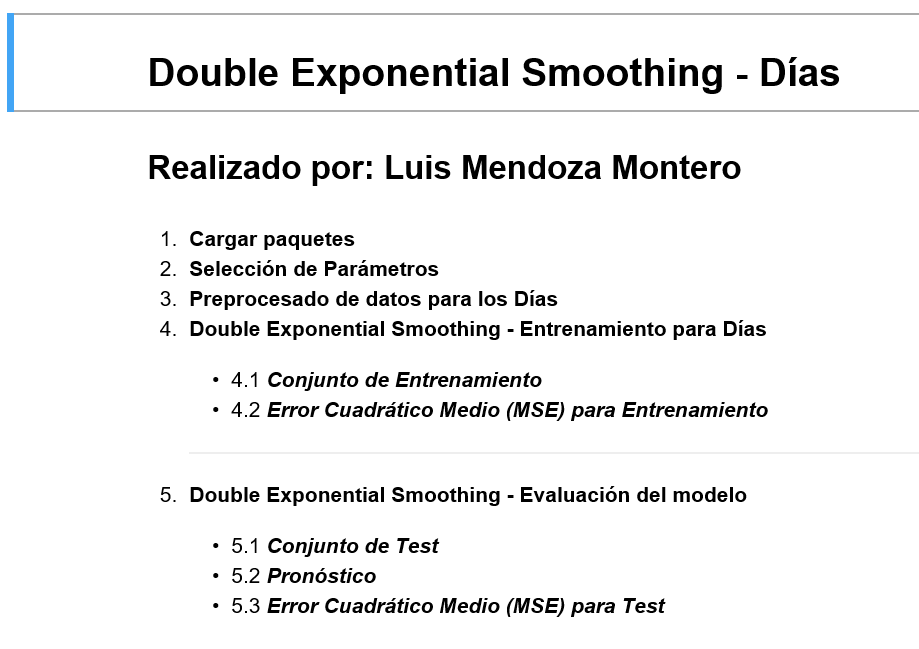 Double Exponential Smoothing - Días
Realizado por: Luis Mendoza Montero
1. Cargar paquetes
2. Selección de Parámetros
3. Preprocesado de datos para los Días
4. Double Exponential Smoothing - Entrenamiento para Días
• 4.1 Conjunto de Entrenamiento
• 4.2 Error Cuadrático Medio (MSE) para Entrenamiento
5. Double Exponential Smoothing - Evaluación del modelo
• 5.1 Conjunto de Test
• 5.2 Pronóstico
• 5.3 Error Cuadrático Medio (MSE) para Test